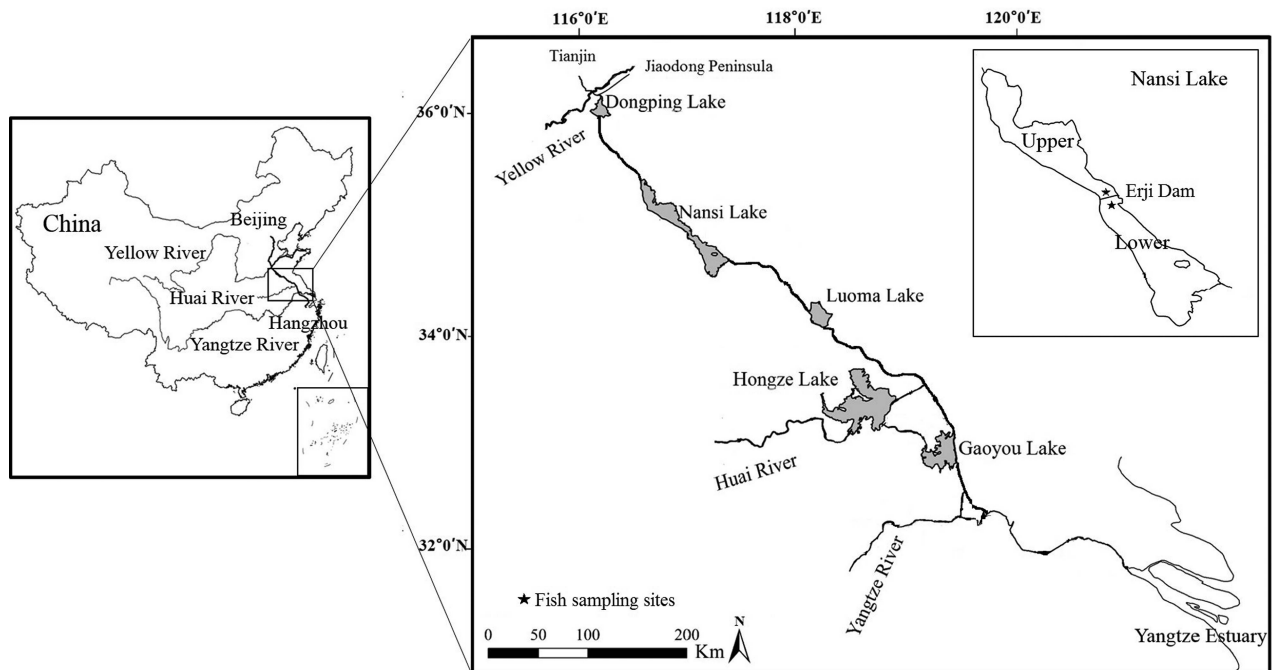 116°0′E
118°0′E
120°0′E
36°0′N
34°0′N
32°0′N
China
Beijing
Yellow River
Huai River
Hangzhou
Yangtze River
Tianjin
Jiaodong Peninsula
Dongping Lake
Yellow River
Nansi Lake
Luoma Lake
Hongze Lake
Huai River
Gaoyou Lake
Yangtze River
Yangtze Estuary
Nansi Lake
Upper
Erji Dam
Lower
★ Fish sampling sites
0 50 100 200
Km
N